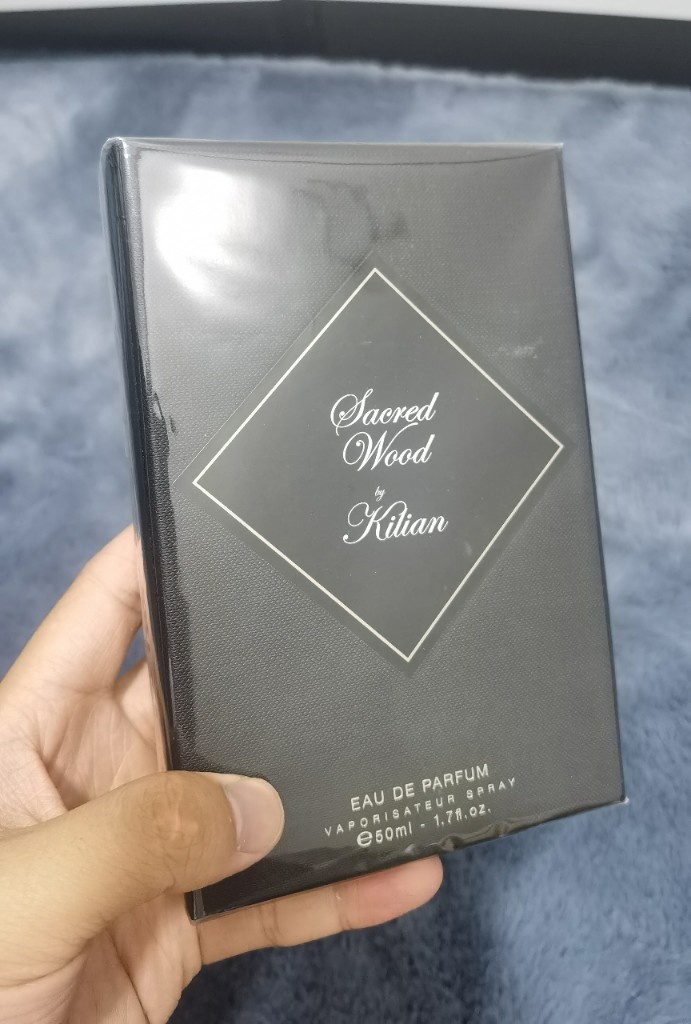 Sacred
Wood
by
Kilian
EAU DE PARFUM
VAPORISATEUR SPRAY
℮50ml - 1.7fl.oz.